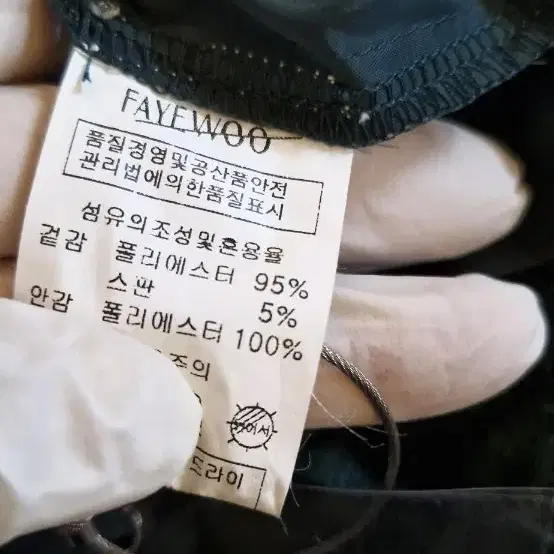 FAYEWOO
품질경영및공산품안전
관리법에의한품질표시
섬유의조성및혼용율
겉감 폴리에스터 95%
스판 5%
안감 폴리에스터 100%
주의
드라이